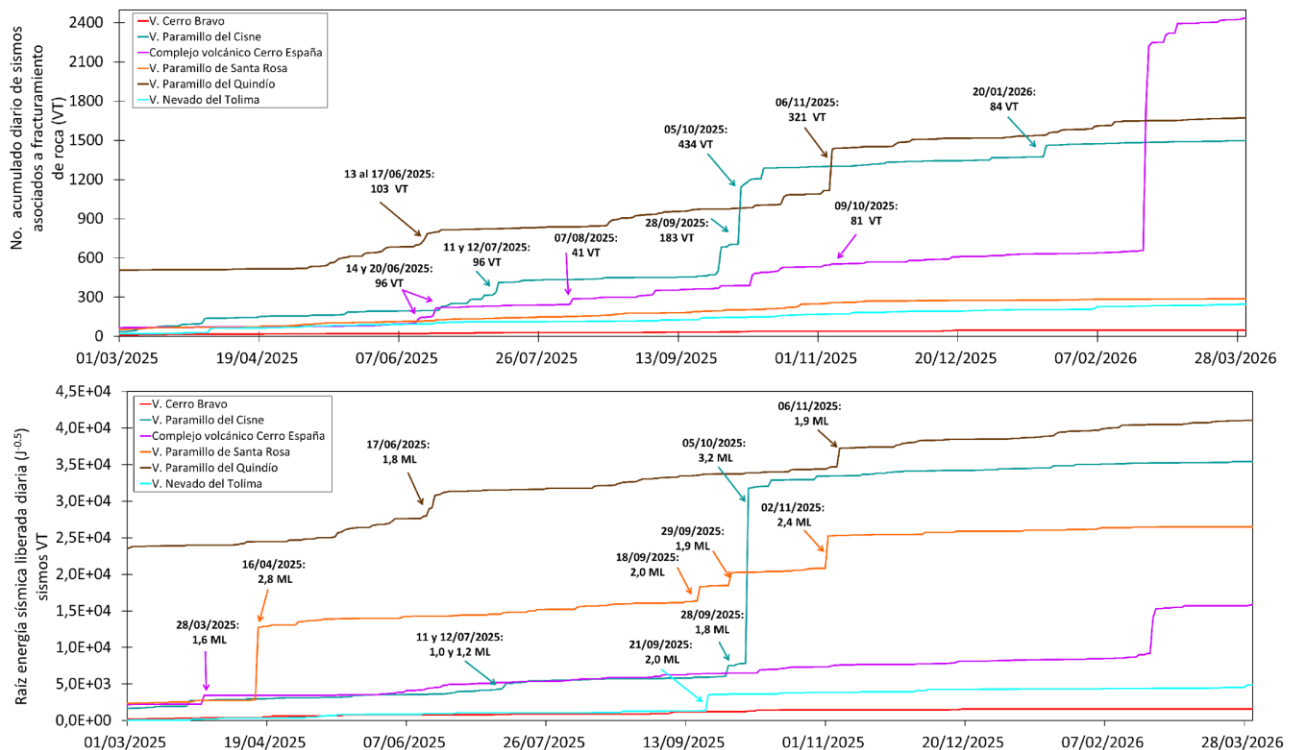 No. acumulado diario de sismos
asociados a fracturamiento
de roca (VT)
2400
2100
1800
1500
1200
900
600
300
0
V. Cerro Bravo
V. Paramillo del Cisne
Complejo volcánico Cerro España
V. Paramillo de Santa Rosa
V. Paramillo del Quindío
V. Nevado del Tolima
13 al 17/06/2025:
103 VT
14 y 20/06/2025:
96 VT
11 y 12/07/2025:
96 VT
07/08/2025:
41 VT
28/09/2025:
183 VT
05/10/2025:
434 VT
06/11/2025:
321 VT
09/10/2025:
81 VT
20/01/2026:
84 VT
01/03/2025 19/04/2025 07/06/2025 26/07/2025 13/09/2025 01/11/2025 20/12/2025 07/02/2026 28/03/2026
Raíz energía sísmica liberada diaria (J^0.5)
sismos VT
4,5E+04
4,0E+04
3,5E+04
3,0E+04
2,5E+04
2,0E+04
1,5E+04
1,0E+04
5,0E+03
0,0E+00
V. Cerro Bravo
V. Paramillo del Cisne
Complejo volcánico Cerro España
V. Paramillo de Santa Rosa
V. Paramillo del Quindío
V. Nevado del Tolima
28/03/2025:
1,6 ML
16/04/2025:
2,8 ML
17/06/2025:
1,8 ML
11 y 12/07/2025:
1,0 y 1,2 ML
18/09/2025:
2,0 ML
29/09/2025:
1,9 ML
21/09/2025:
2,0 ML
28/09/2025:
1,8 ML
05/10/2025:
3,2 ML
02/11/2025:
2,4 ML
06/11/2025:
1,9 ML
01/03/2025 19/04/2025 07/06/2025 26/07/2025 13/09/2025 01/11/2025 20/12/2025 07/02/2026 28/03/2026